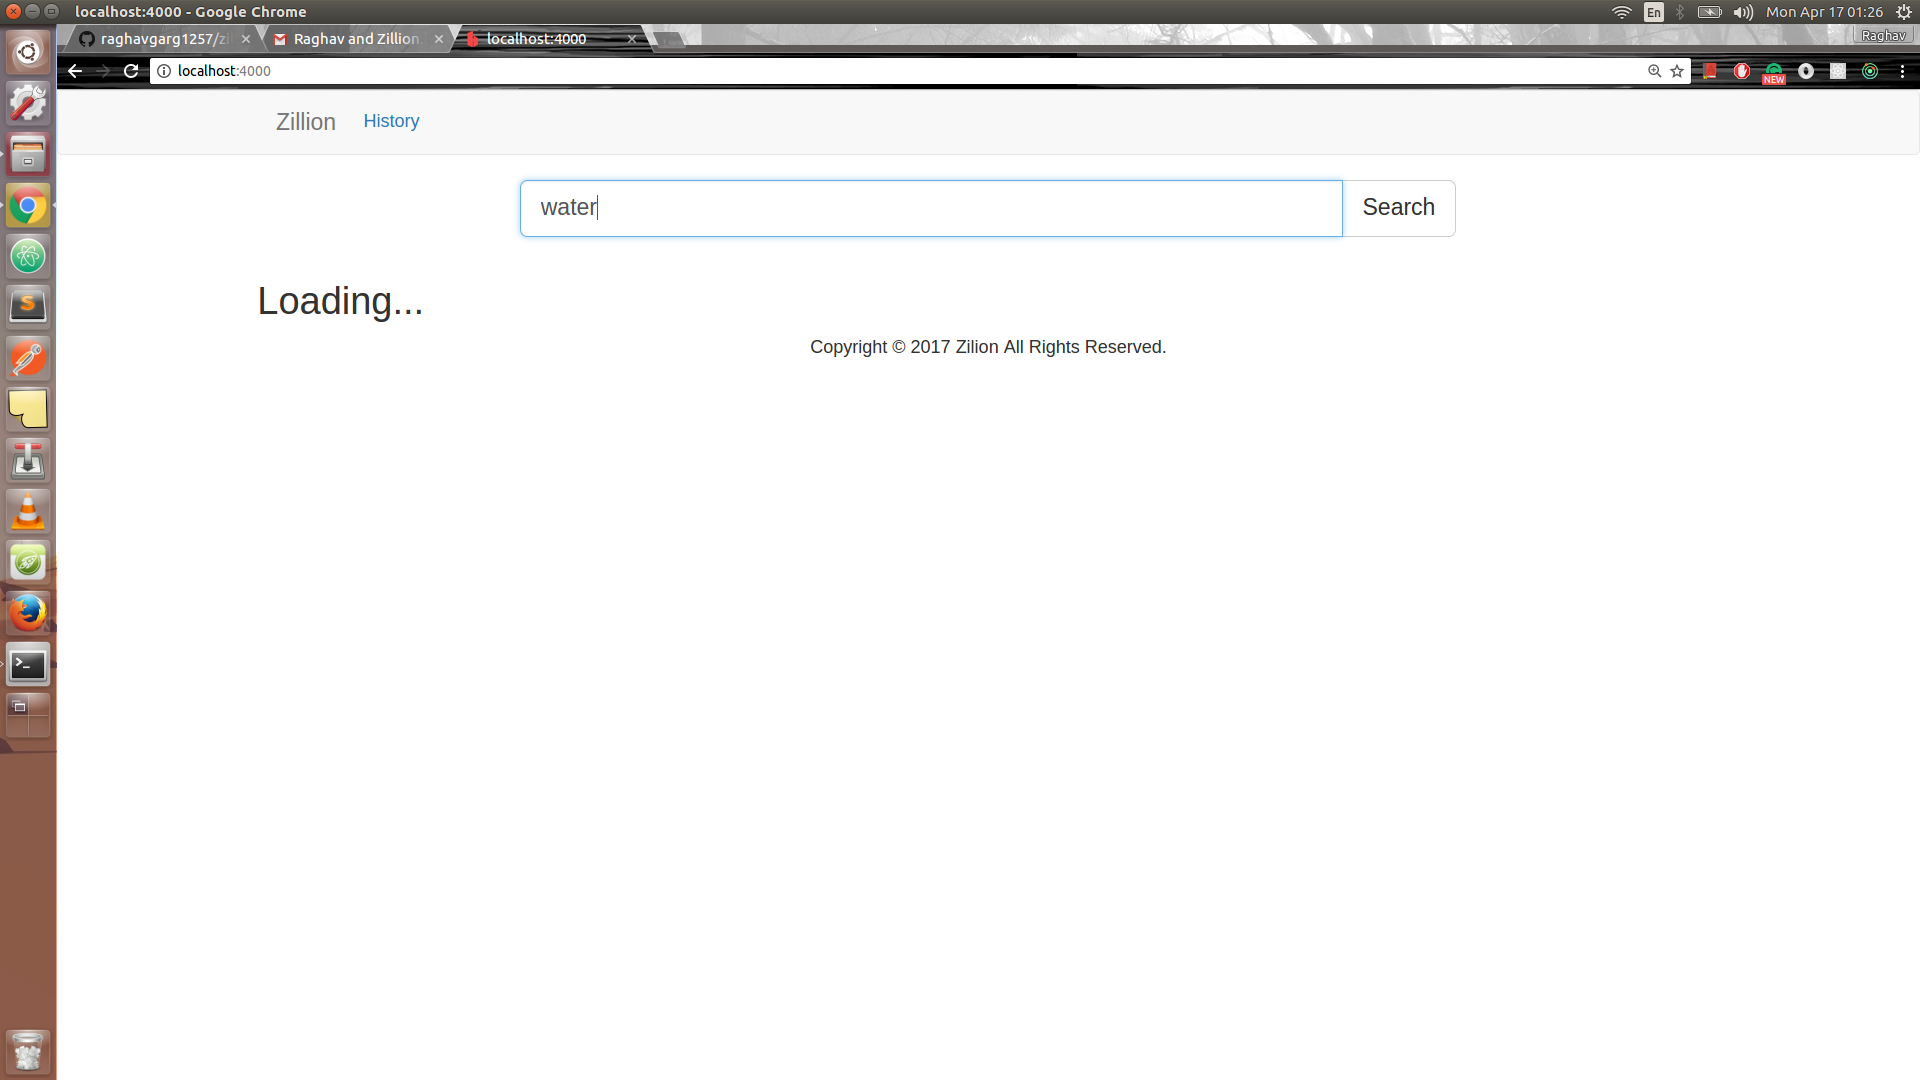 localhost:4000 - Google Chrome
En
Mon Apr 17 01:26
raghavgarg1257/zi
Raghav and Zillion
localhost:4000
Raghav
localhost:4000
NEW
Zillion
History
water
Search
Loading...
Copyright © 2017 Zilion All Rights Reserved.
S
>_